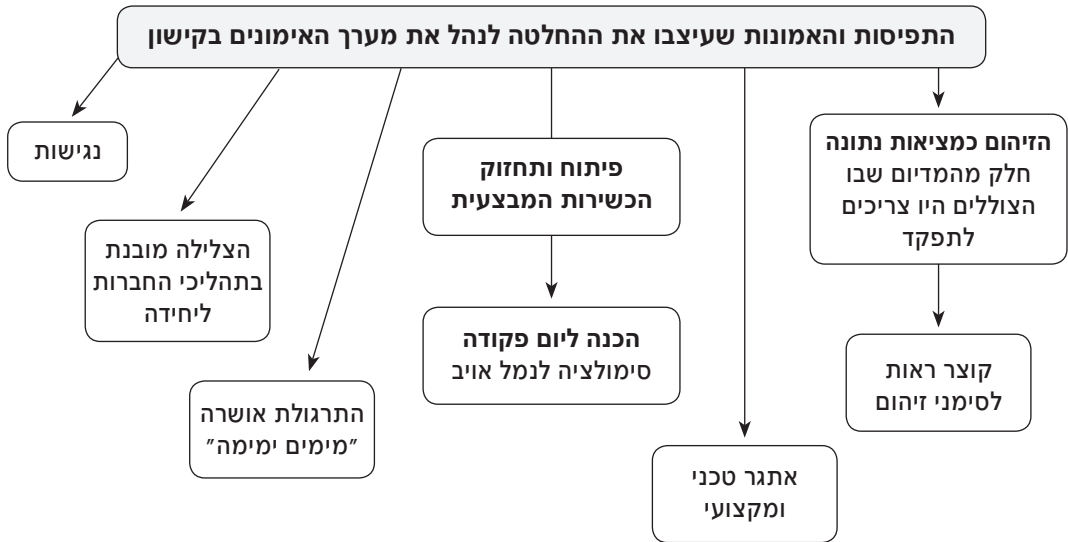 התפיסות והאמונות שעיצבו את ההחלטה לנהל את מערך האימונים בקישון
הזיהום כמציאות נתונה
חלק מהמדיום שבו
הצוללים היו צריכים
לתפקד
קוצר ראות
לסימני זיהום
אתגר טכני
ומקצועי
פיתוח ותחזוק
הכשירות המבצעית
הכנה ליום פקודה
סימולציה לנמל אויב
התרגולת אושרה
"מימים ימימה"
הצלילה מובנת
בתהליכי החברות
ליחידה
נגישות